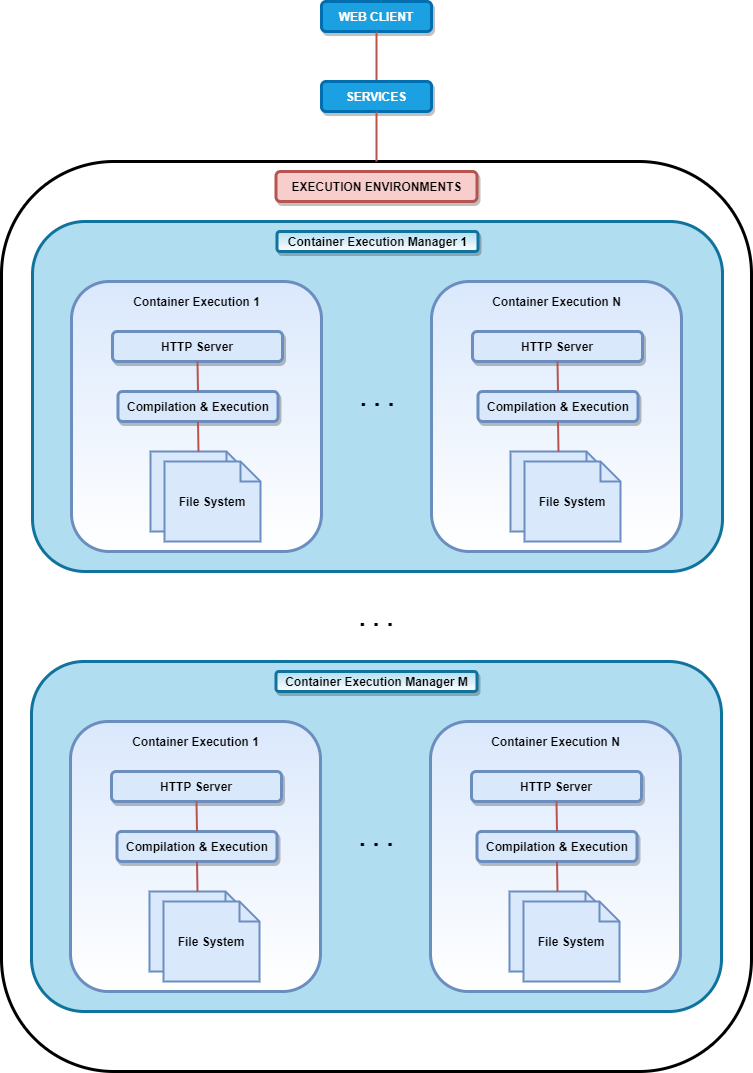 WEB CLIENT
SERVICES
EXECUTION ENVIRONMENTS
Container Execution Manager 1
Container Execution 1
HTTP Server
Compilation & Execution
File System
. . .
Container Execution N
HTTP Server
Compilation & Execution
File System
. . .
Container Execution Manager M
Container Execution 1
HTTP Server
Compilation & Execution
File System
. . .
Container Execution N
HTTP Server
Compilation & Execution
File System